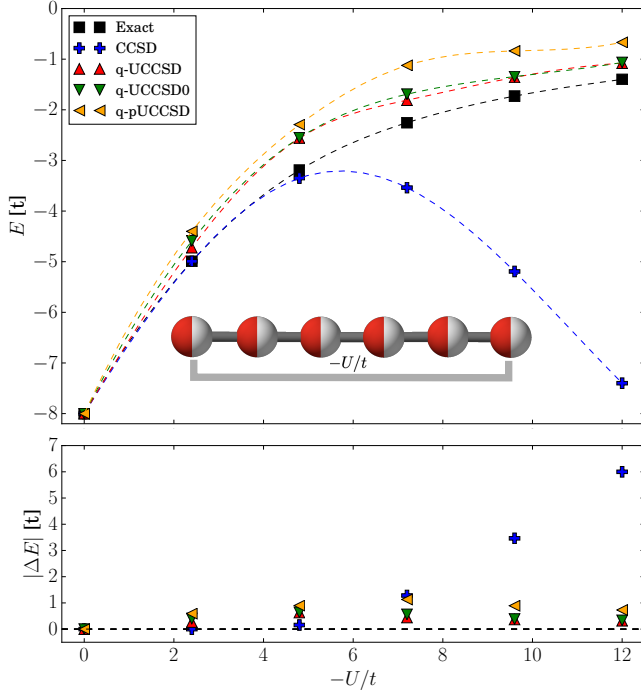 Exact
CCSD
q-UCCSD
q-UCCSD0
q-pUCCSD
0
−1
−2
−3
−4
−5
−6
−7
−8
E [t]
−U/t
7
6
5
4
3
2
1
0
|ΔE| [t]
0 2 4 6 8 10 12
−U/t